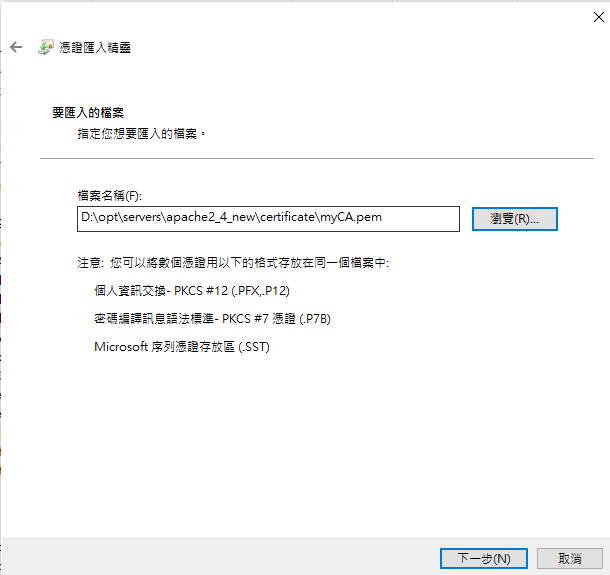 憑證匯入精靈
要匯入的檔案
指定您想要匯入的檔案。
檔案名稱(F):
D:\opt\servers\apache2_4_new\certificate\myCA.pem
瀏覽(R)...
注意: 您可以將數個憑證用以下的格式存放在同一個檔案中:
個人資訊交換- PKCS #12 (.PFX,.P12)
密碼編譯訊息語法標準- PKCS #7 憑證 (.P7B)
Microsoft 序列憑證存放區 (.SST)
下一步(N)
取消